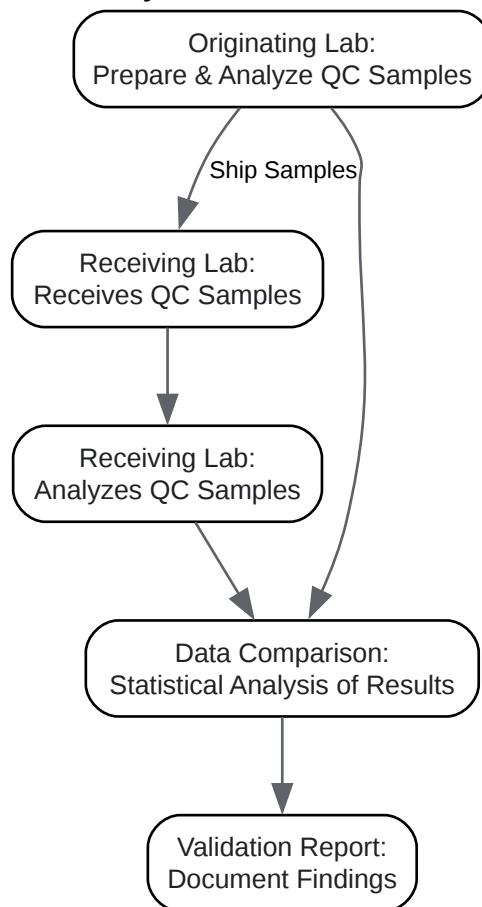 Originating Lab:
Prepare & Analyze QC Samples
Ship Samples
Receiving Lab:
Receives QC Samples
Receiving Lab:
Analyzes QC Samples
Data Comparison:
Statistical Analysis of Results
Validation Report:
Document Findings